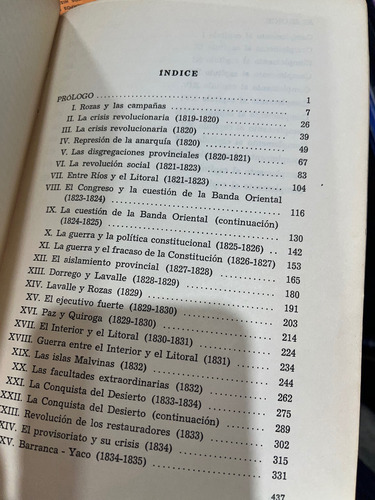 INDICE
PRÓLOGO 1
I. Rozas y las campañas 7
II. La crisis revolucionaria (1819-1820) 26
III. La crisis revolucionaria (1820) 39
IV. Represión de la anarquía (1820) 49
V. Las disgregaciones provinciales (1820-1821) 67
VI. La revolución social (1821-1823) 83
VII. Entre Ríos y el Litoral (1821-1823) 104
VIII. El Congreso y la cuestión de la Banda Oriental
(1823-1824) 116
IX. La cuestión de la Banda Oriental (continuación)
(1824-1825) 130
X. La guerra y la política constitucional (1825-1826) 142
XI. La guerra y el fracaso de la Constitución (1826-1827) 153
XII. El aislamiento provincial (1827-1828) 165
XIII. Dorrego y Lavalle (1828-1829) 180
XIV. Lavalle y Rozas (1829) 191
XV. El ejecutivo fuerte (1829-1830) 203
XVI. Paz y Quiroga (1829-1830) 214
XVII. El Interior y el Litoral (1830-1831) 224
XVIII. Guerra entre el Interior y el Litoral (1831) 234
XIX. Las islas Malvinas (1832) 244
XX. Las facultades extraordinarias (1832) 262
XXI. La Conquista del Desierto (1833-1834) 275
XXII. La Conquista del Desierto (continuación) 289
XIII. Revolución de los restauradores (1833) 302
XIV. El provisoriato y su crisis (1834) 315
XV. Barranca - Yaco (1834-1835) 331
437